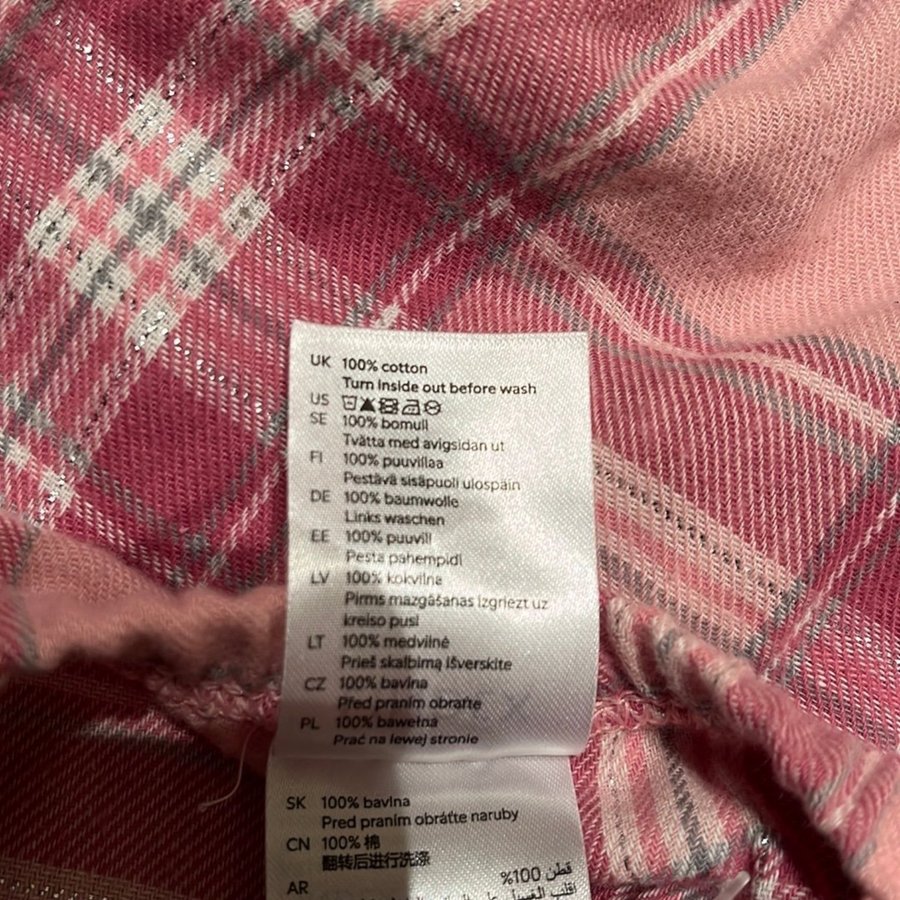 UK 100% cotton
Turn inside out before wash
US
SE 100% bomull
Tvätta med avigsidan ut
FI 100% puuvillaa
Pestävä sisäpuoli ulospäin
DE 100% baumwolle
Links waschen
EE 100% puuvill
Pesta pahempidi
LV 100% kokvilna
Pirms mazgāšanas izgriezt uz
kreiso pusi
LT 100% medvilnė
Prieš skalbimą išverskite
CZ 100% bavlna
Před praním obraťte
PL 100% bawełna
Prać na lewej stronie
SK 100% bavlna
Pred praním obráťte naruby
CN 100% 棉
翻转后进行洗涤
AR قطن 100%